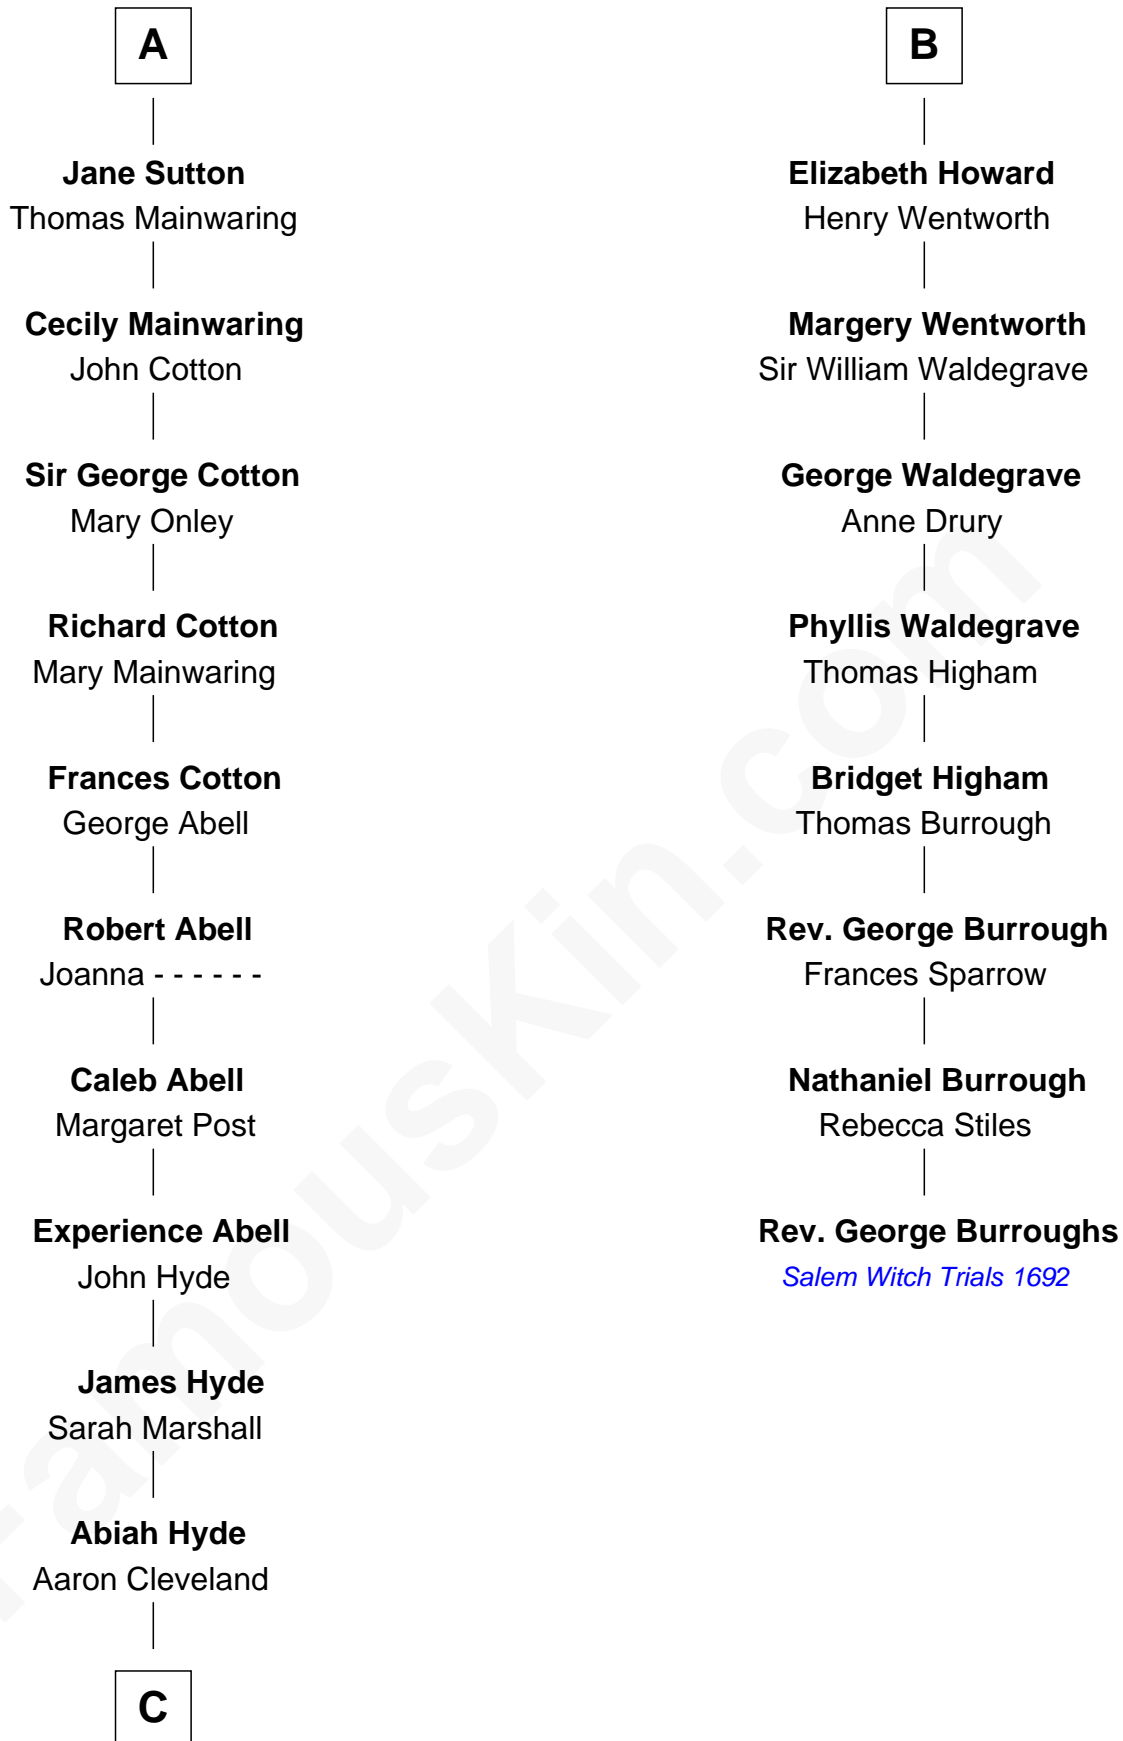 A
Jane Sutton
Thomas Mainwaring
Cecily Mainwaring
John Cotton
Sir George Cotton
Mary Onley
Richard Cotton
Mary Mainwaring
Frances Cotton
George Abell
Robert Abell
Joanna - - - - - -
Caleb Abell
Margaret Post
Experience Abell
John Hyde
James Hyde
Sarah Marshall
Abiah Hyde
Aaron Cleveland
C
B
Elizabeth Howard
Henry Wentworth
Margery Wentworth
Sir William Waldegrave
George Waldegrave
Anne Drury
Phyllis Waldegrave
Thomas Higham
Bridget Higham
Thomas Burrough
Rev. George Burrough
Frances Sparrow
Nathaniel Burrough
Rebecca Stiles
Rev. George Burroughs
Salem Witch Trials 1692
FamousKin.com